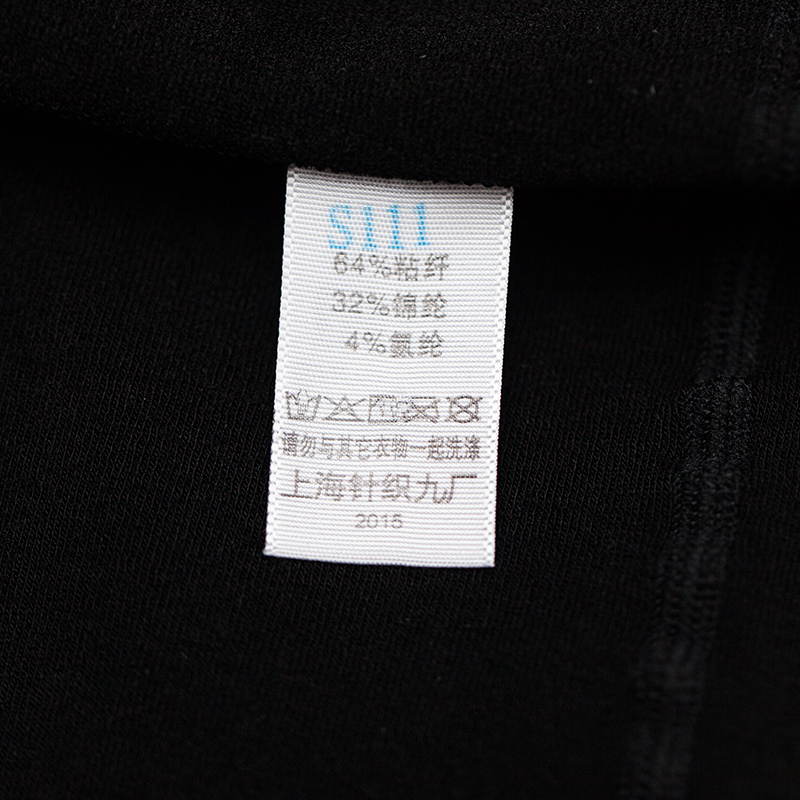 S111
64%粘纤
32%锦纶
4%氨纶
请勿与其它衣物一起洗涤
上海针织九厂
2015